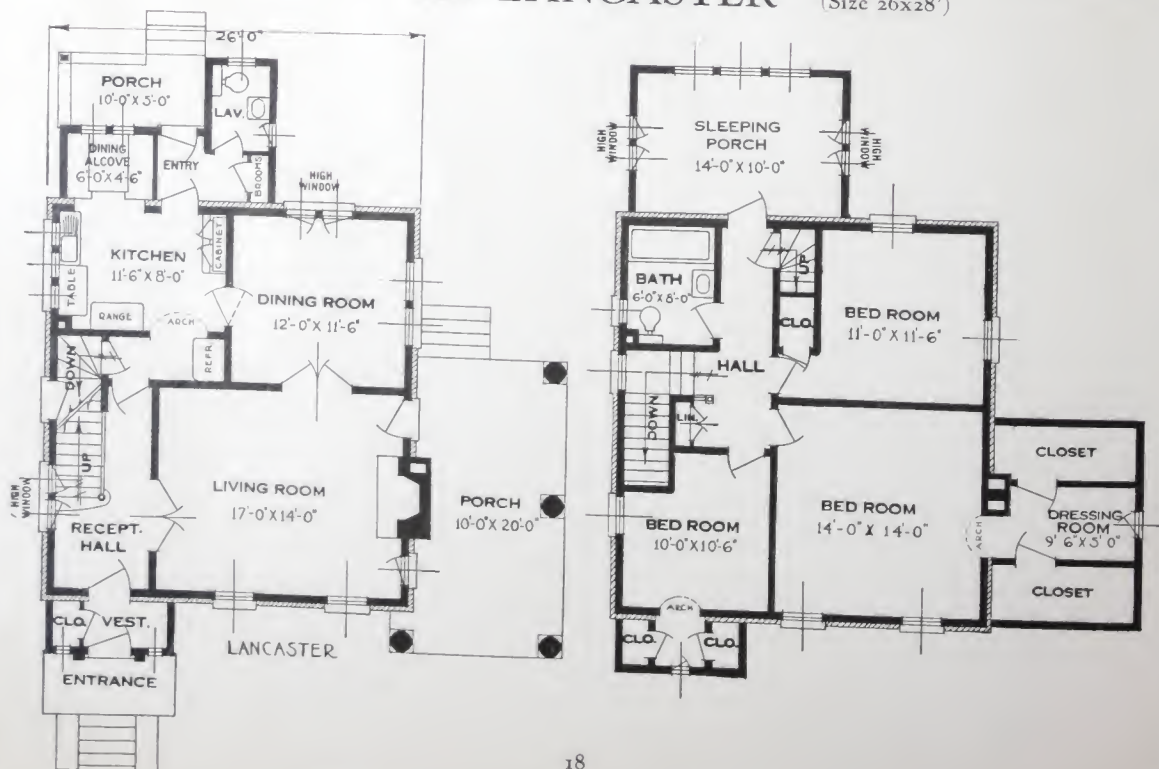 LANCASTER (Size 26x28')
26'-0"
PORCH
10'-0" X 5'-0"
LAV.
DINING
ALCOVE
6'-0" X 4'-6"
ENTRY
BROOMS
HIGH
WINDOW
KITCHEN
11'-6" X 8'-0"
CABINET
TABLE
RANGE
ARCH
REFR.
DINING ROOM
12'-0" X 11'-6"
DOWN
UP
HIGH
WINDOW
LIVING ROOM
17'-0" X 14'-0"
RECEPT.
HALL
PORCH
10'-0" X 20'-0"
CLO.
VEST.
LANCASTER
ENTRANCE
SLEEPING
PORCH
14'-0" X 10'-0"
HIGH
WINDOW
HIGH
WINDOW
BATH
6'-0" X 8'-0"
UP
CLO.
BED ROOM
11'-0" X 11'-6"
HALL
DOWN
LIN.
BED ROOM
10'-0" X 10'-6"
BED ROOM
14'-0" X 14'-0"
ARCH
CLOSET
DRESSING
ROOM
9' 6" X 5' 0"
CLOSET
ARCH
CLO.
CLO.
18